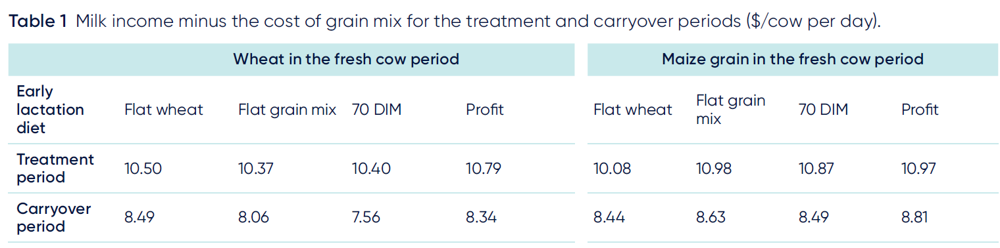 Table 1 Milk income minus the cost of grain mix for the treatment and carryover periods ($/cow per day).
Wheat in the fresh cow period Maize grain in the fresh cow period
Early
lactation
diet
Flat wheat Flat grain mix 70 DIM Profit Flat wheat Flat grain
mix
70 DIM Profit
Treatment
period
10.50 10.37 10.40 10.79 10.08 10.98 10.87 10.97
Carryover
period
8.49 8.06 7.56 8.34 8.44 8.63 8.49 8.81